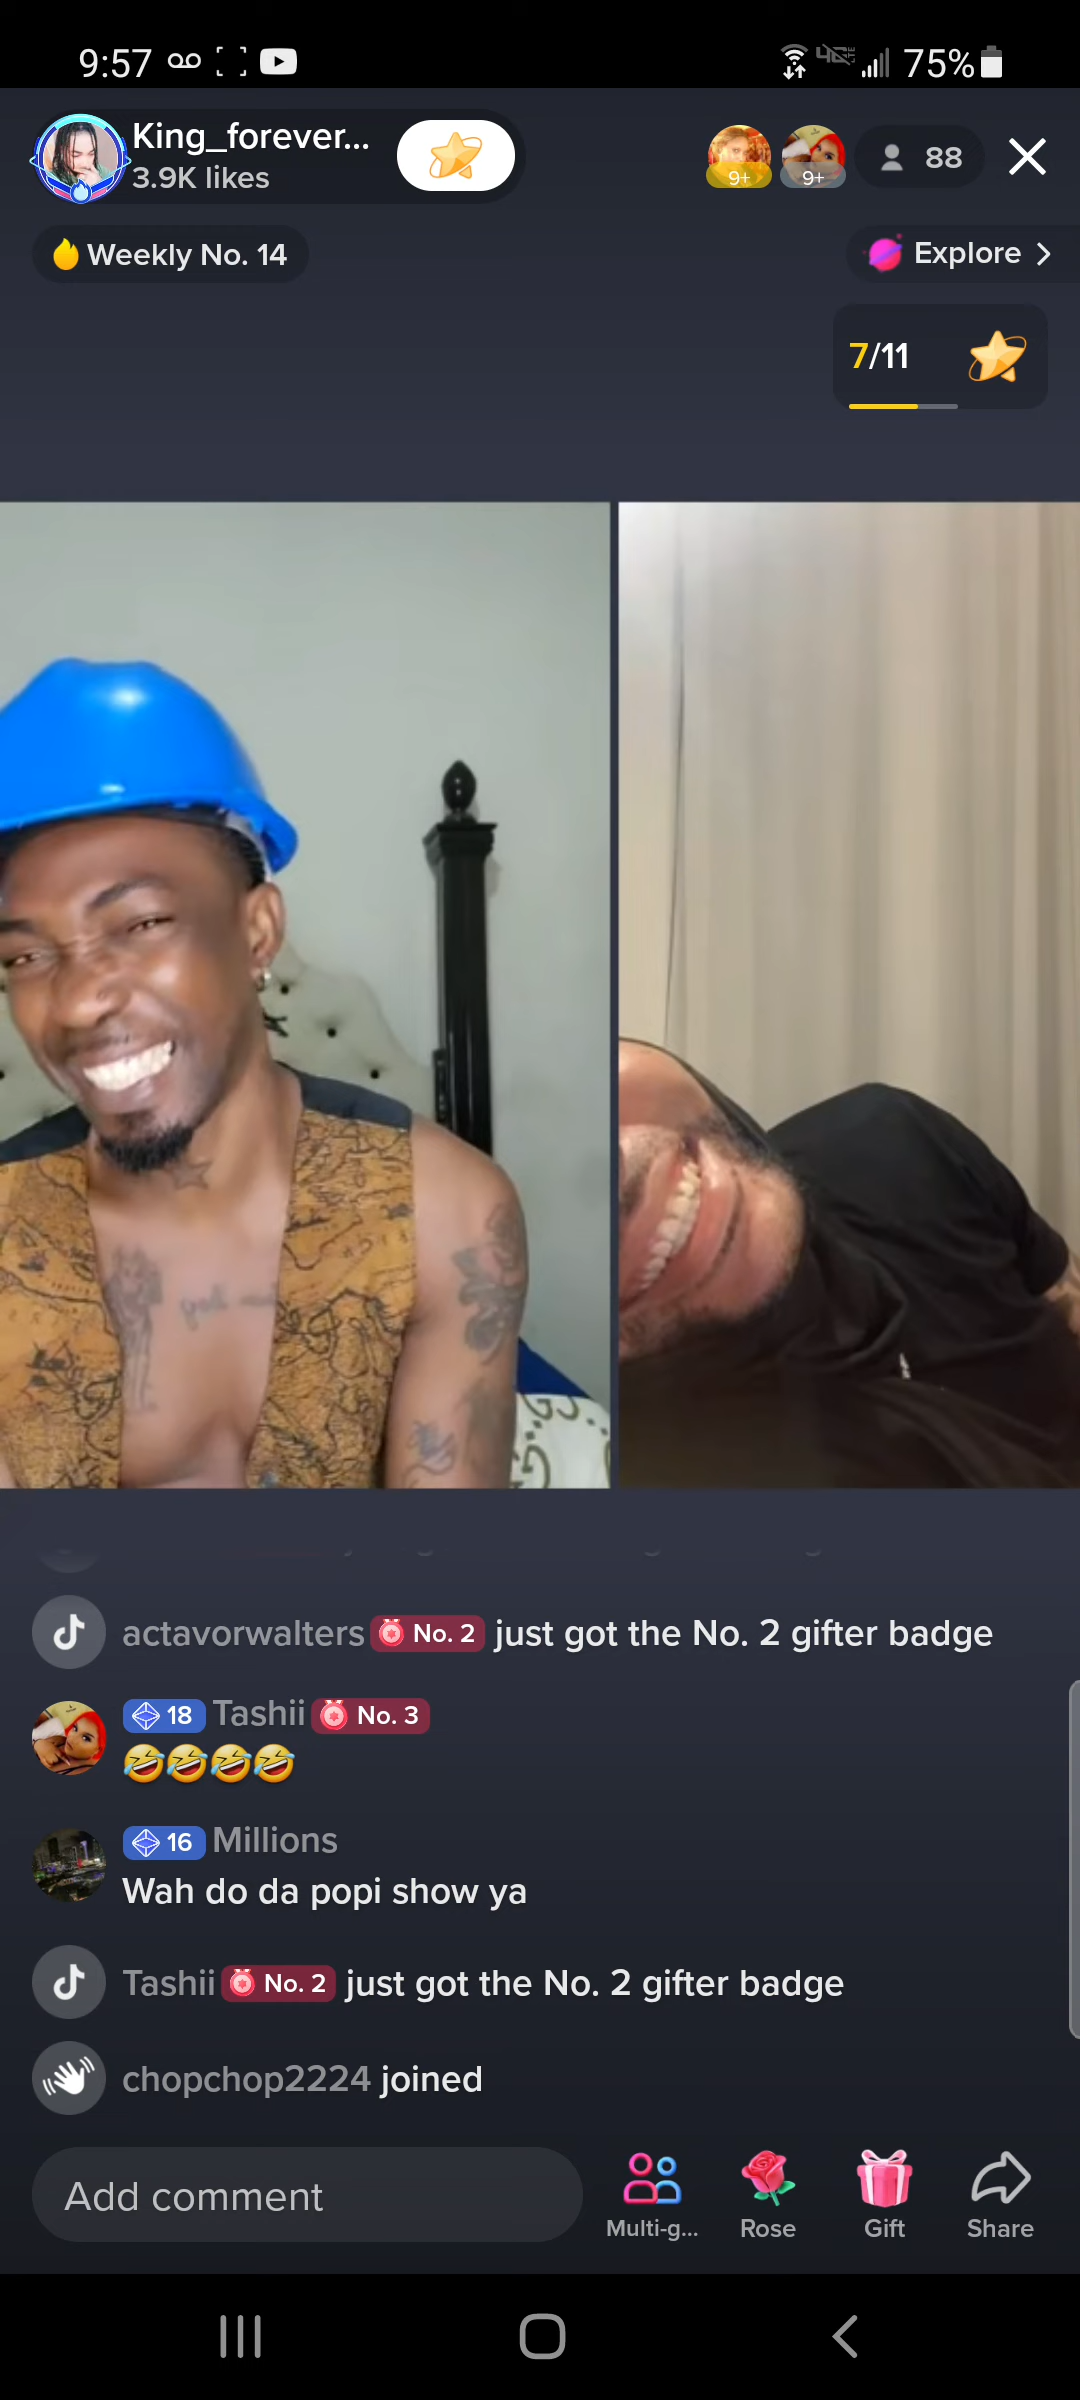 9:57
75%
King_forever...
3.9K likes
9+
9+
88
Weekly No. 14
Explore
7/11
actavorwalters No. 2 just got the No. 2 gifter badge
18 Tashii No. 3
🤣🤣🤣🤣
16 Millions
Wah do da popi show ya
Tashii No. 2 just got the No. 2 gifter badge
chopchop2224 joined
Add comment
Multi-g...
Rose
Gift
Share